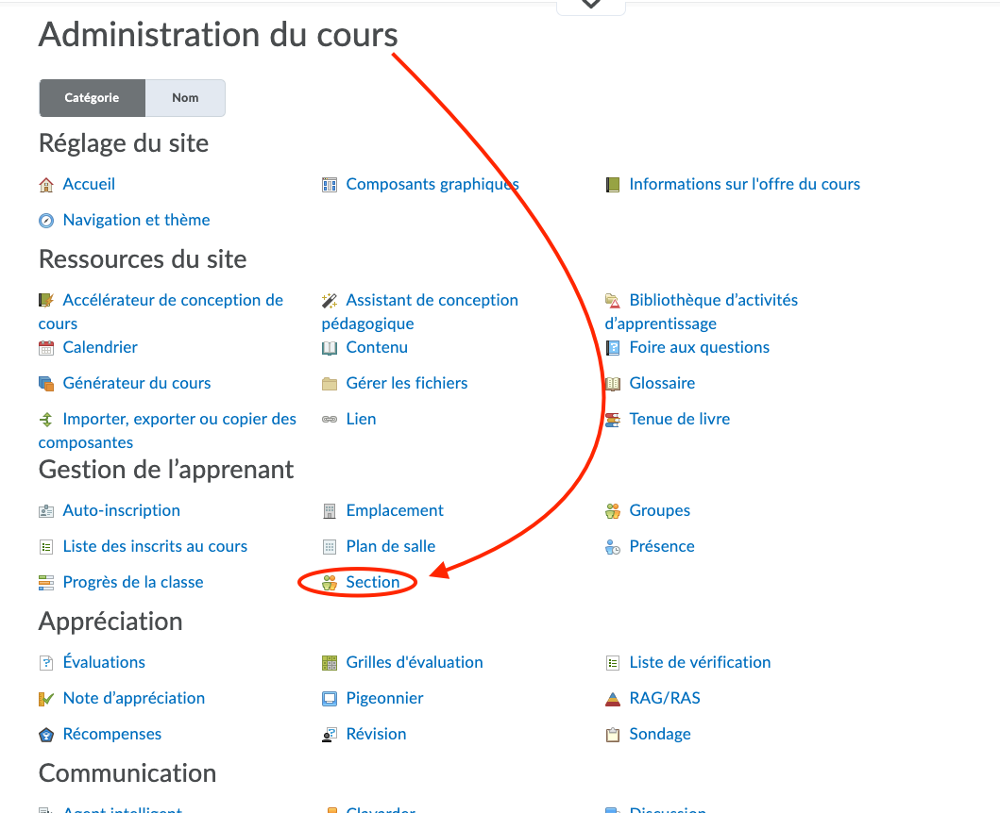 Administration du cours
Catégorie Nom
Réglage du site
Accueil Composants graphiques Informations sur l'offre du cours
Navigation et thème
Ressources du site
Accélérateur de conception de Assistant de conception Bibliothèque d’activités
cours pédagogique d’apprentissage
Calendrier Contenu Foire aux questions
Générateur du cours Gérer les fichiers Glossaire
Importer, exporter ou copier des Lien Tenue de livre
composantes
Gestion de l’apprenant
Auto-inscription Emplacement Groupes
Liste des inscrits au cours Plan de salle Présence
Progrès de la classe Section
Appréciation
Évaluations Grilles d'évaluation Liste de vérification
Note d’appréciation Pigeonnier RAG/RAS
Récompenses Révision Sondage
Communication
Agent intelligent Clavarder Discussion